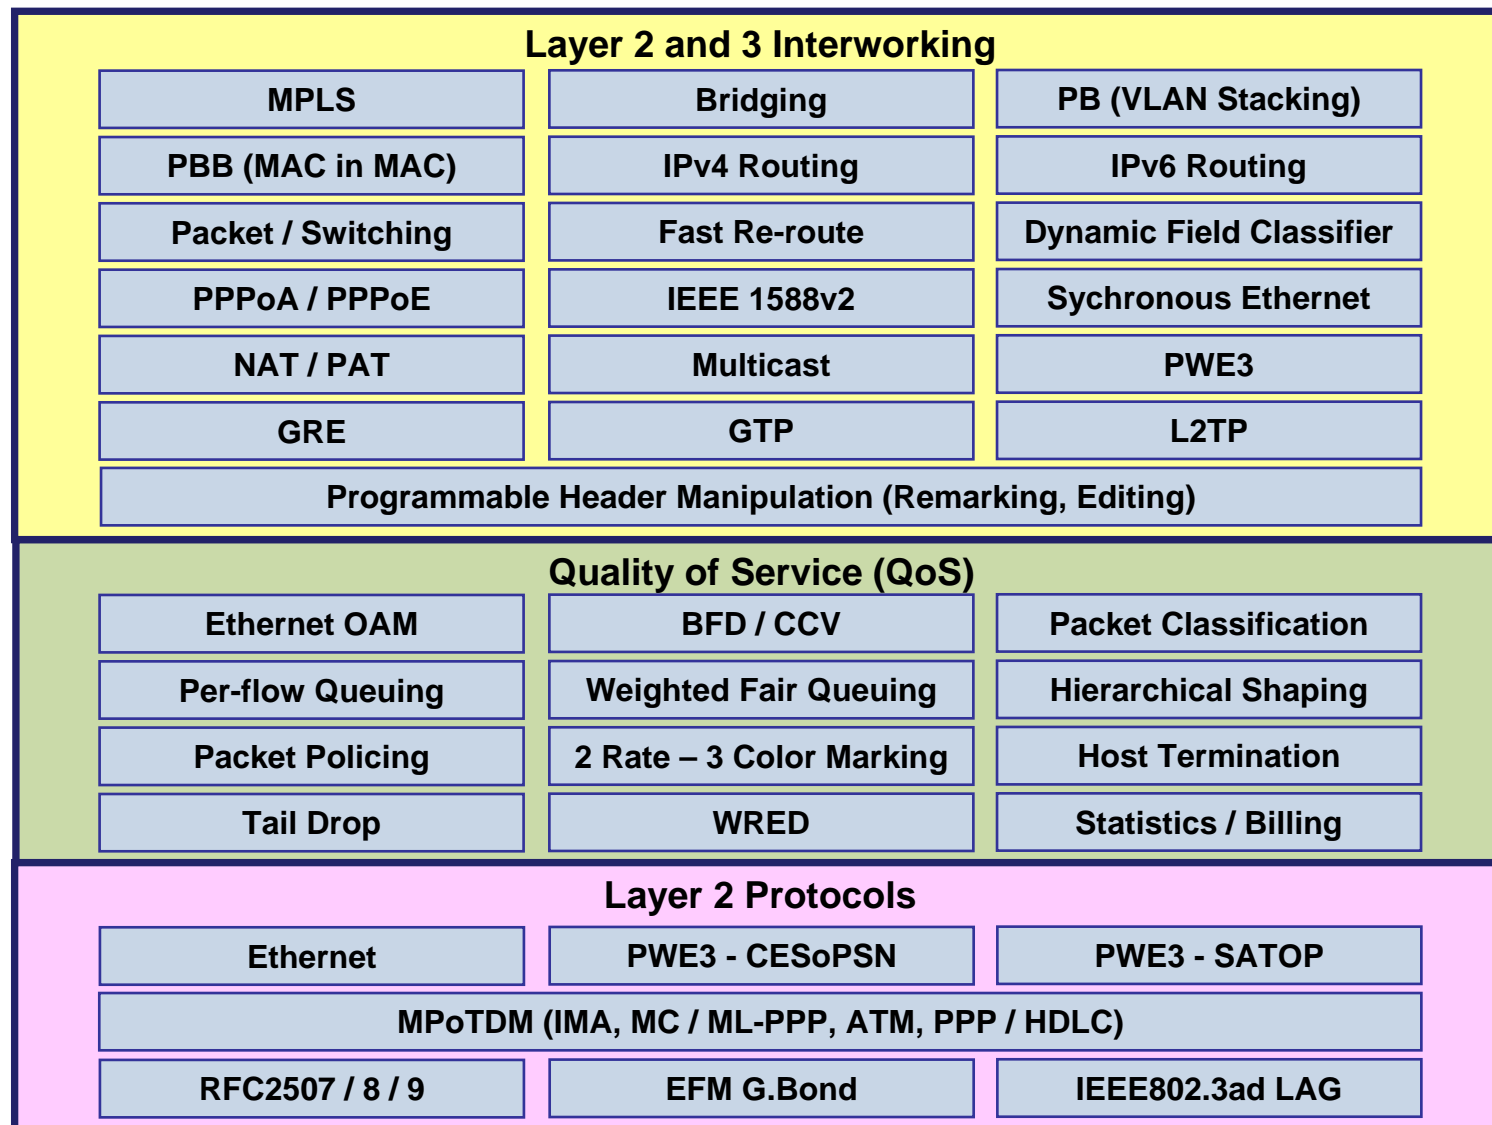 Layer 2 and 3 Interworking
MPLS
Bridging
PB (VLAN Stacking)
PBB (MAC in MAC)
IPv4 Routing
IPv6 Routing
Packet / Switching
Fast Re-route
Dynamic Field Classifier
PPPoA / PPPoE
IEEE 1588v2
Sychronous Ethernet
NAT / PAT
Multicast
PWE3
GRE
GTP
L2TP
Programmable Header Manipulation (Remarking, Editing)
Quality of Service (QoS)
Ethernet OAM
BFD / CCV
Packet Classification
Per-flow Queuing
Weighted Fair Queuing
Hierarchical Shaping
Packet Policing
2 Rate – 3 Color Marking
Host Termination
Tail Drop
WRED
Statistics / Billing
Layer 2 Protocols
Ethernet
PWE3 - CESoPSN
PWE3 - SATOP
MPoTDM (IMA, MC / ML-PPP, ATM, PPP / HDLC)
RFC2507 / 8 / 9
EFM G.Bond
IEEE802.3ad LAG